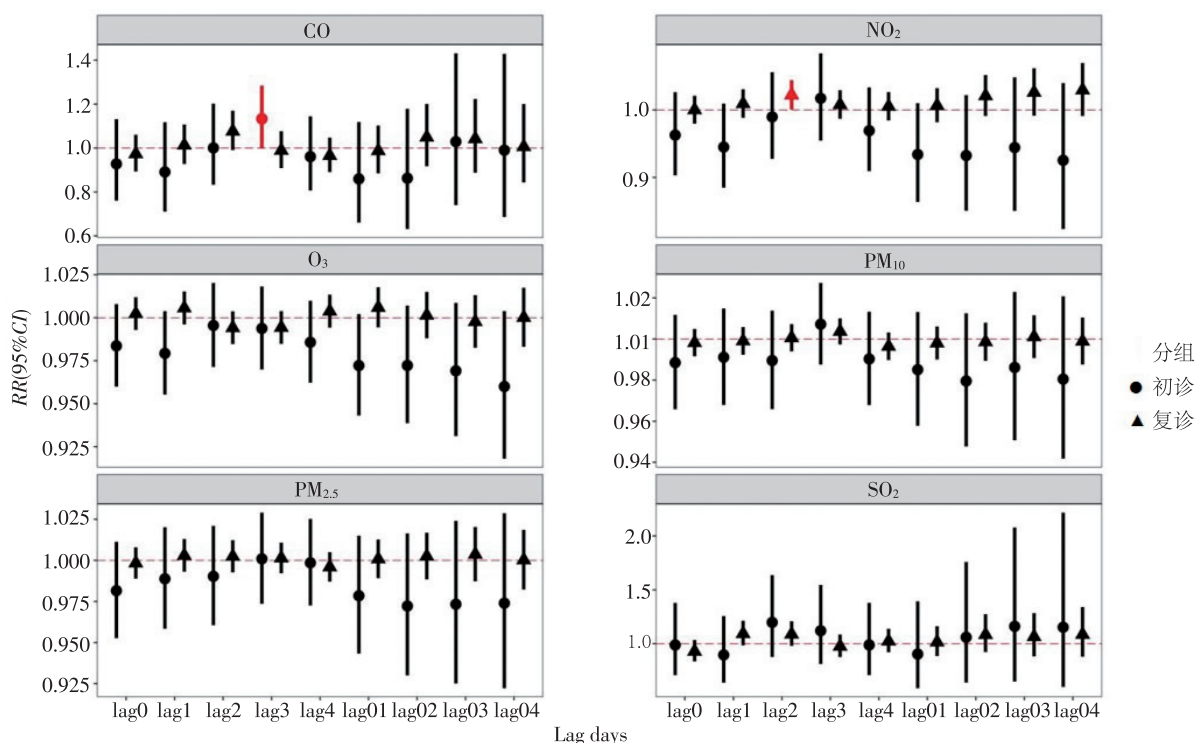 CO
NO₂
1.4
1.2
1.0
0.8
0.6
1.0
0.9
O₃
PM₁₀
1.025
1.000
0.975
0.950
0.925
1.02
1.01
0.98
0.96
0.94
RR(95%CI)
分组
初诊
复诊
PM₂.₅
SO₂
1.025
1.000
0.975
0.950
0.925
2.0
1.5
1.0
lag0 lag1 lag2 lag3 lag4 lag01 lag02 lag03 lag04
lag0 lag1 lag2 lag3 lag4 lag01 lag02 lag03 lag04
Lag days